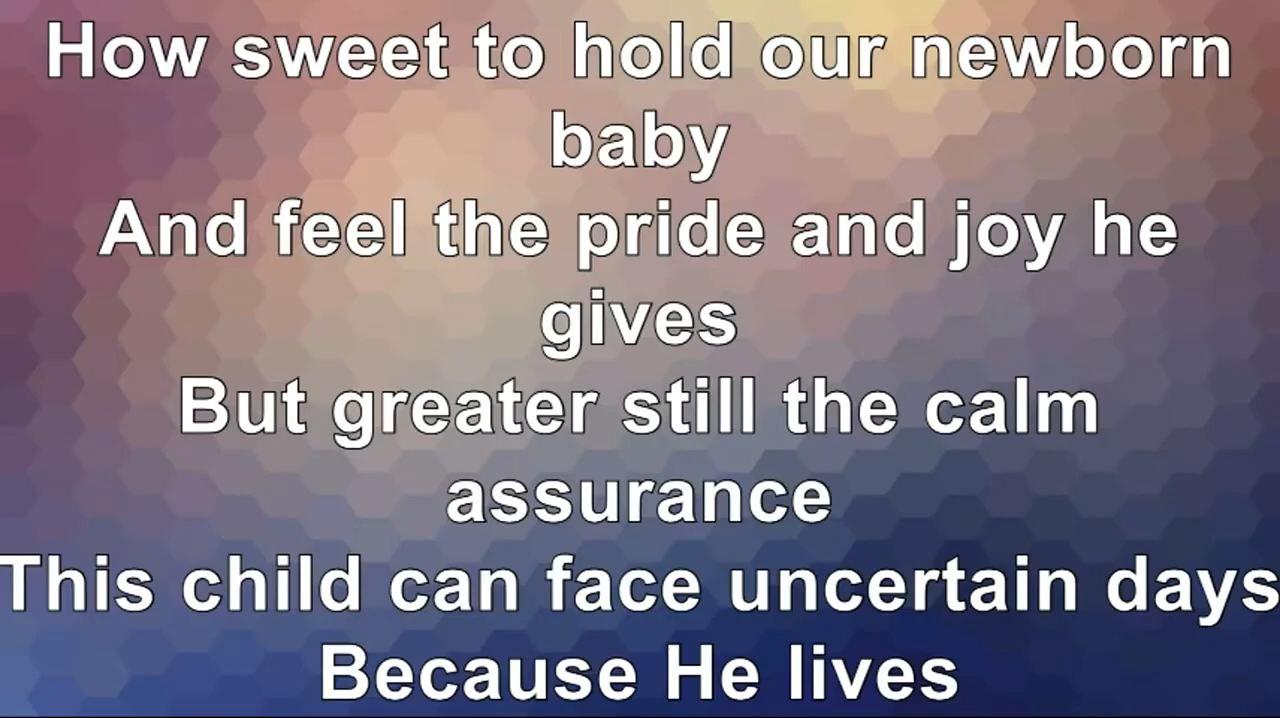 How sweet to hold our newborn
baby
And feel the pride and joy he
gives
But greater still the calm
assurance
This child can face uncertain days
Because He lives